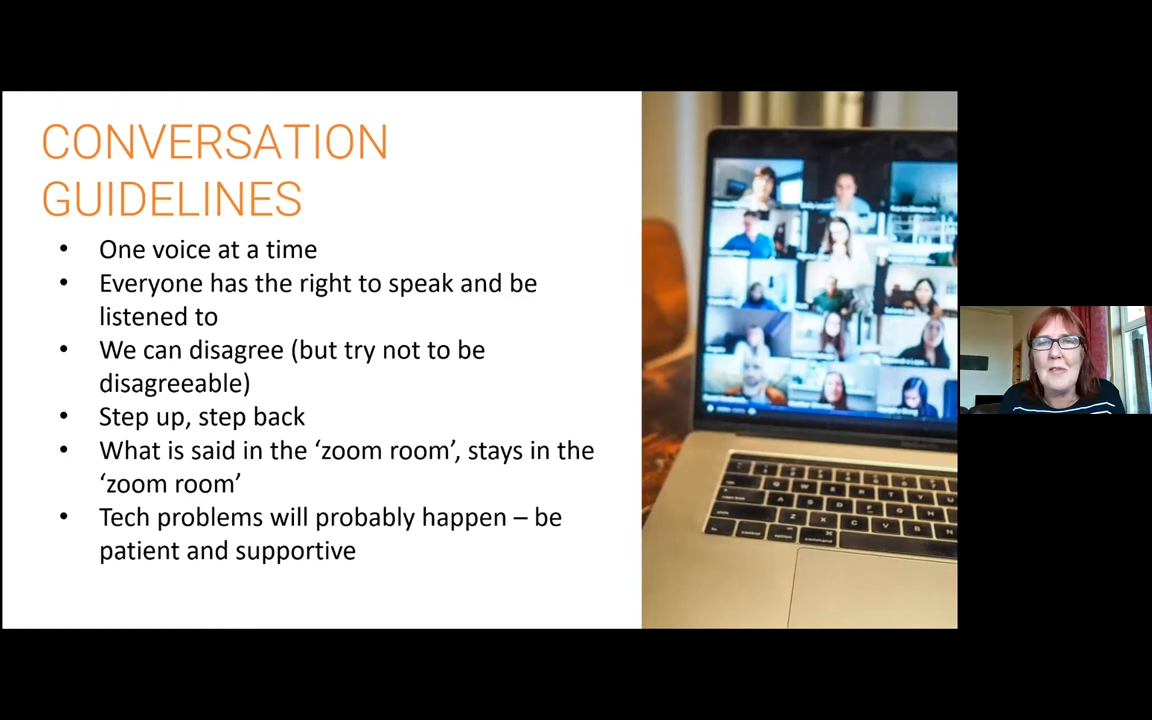 CONVERSATION
GUIDELINES
• One voice at a time
• Everyone has the right to speak and be
listened to
• We can disagree (but try not to be
disagreeable)
• Step up, step back
• What is said in the ‘zoom room’, stays in the
‘zoom room’
• Tech problems will probably happen – be
patient and supportive